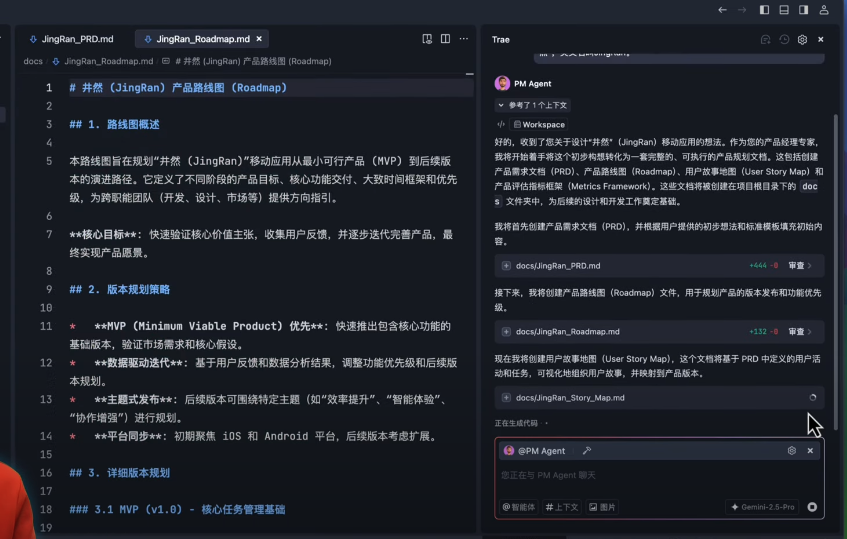 JingRan_PRD.md
JingRan_Roadmap.md
docs / JingRan_Roadmap.md / # 井然 (JingRan) 产品路线图 (Roadmap)
1 # 井然 (JingRan) 产品路线图 (Roadmap)
2
3 ## 1. 路线图概述
4
5 本路线图旨在规划“井然 (JingRan)”移动应用从最小可行产品 (MVP) 到后续版
本的演进路径。它定义了不同阶段的产品目标、核心功能交付、大致时间框架和优先
级，为跨职能团队（开发、设计、市场等）提供方向指引。
6
7 **核心目标**: 快速验证核心价值主张，收集用户反馈，并逐步迭代完善产品，最
终实现产品愿景。
8
9 ## 2. 版本规划策略
10
11 * **MVP (Minimum Viable Product) 优先**: 快速推出包含核心功能的
基础版本，验证市场需求和核心假设。
12 * **数据驱动迭代**: 基于用户反馈和数据分析结果，调整功能优先级和后续版
本规划。
13 * **主题式发布**: 后续版本可围绕特定主题（如“效率提升”、“智能体验”、
“协作增强”）进行规划。
14 * **平台同步**: 初期聚焦 iOS 和 Android 平台，后续版本考虑扩展。
15
16 ## 3. 详细版本规划
17
18 ### 3.1 MVP (v1.0) - 核心任务管理基础
19
Trae
PM Agent
参考了 1 个上下文
Workspace
好的，收到了您关于设计“井然”（JingRan）移动应用的想法。作为您的产品经理专家，
我将开始着手将这个初步构想转化为一套完整的、可执行的产品规划文档。这包括创建
产品需求文档（PRD）、产品路线图（Roadmap）、用户故事地图（User Story Map）和
产品评估指标框架（Metrics Framework）。这些文档将被创建在项目根目录下的 doc
s 文件夹中，为后续的设计和开发工作奠定基础。
我将首先创建产品需求文档（PRD），并根据用户提供的初步想法和标准模板填充初始内
容。
docs/JingRan_PRD.md +444 -0 审查
接下来，我将创建产品路线图（Roadmap）文件，用于规划产品的版本发布和功能优先
级。
docs/JingRan_Roadmap.md +132 -0 审查
现在我将创建用户故事地图（User Story Map），这个文档将基于 PRD 中定义的用户活
动和任务，可视化地组织用户故事，并映射到产品版本。
docs/JingRan_Story_Map.md
正在生成代码
@PM Agent
您正在与 PM Agent 聊天
@智能体 #上下文 图片 Gemini-2.5-Pro